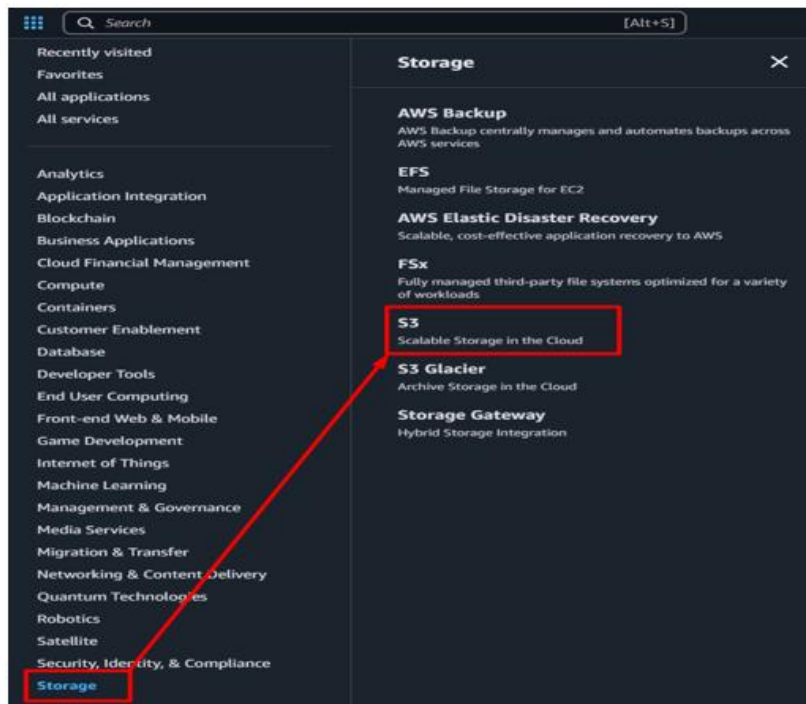 Search [Alt+S]
Recently visited
Favorites
All applications
All services
Analytics
Application Integration
Blockchain
Business Applications
Cloud Financial Management
Compute
Containers
Customer Enablement
Database
Developer Tools
End User Computing
Front-end Web & Mobile
Game Development
Internet of Things
Machine Learning
Management & Governance
Media Services
Migration & Transfer
Networking & Content Delivery
Quantum Technologies
Robotics
Satellite
Security, Identity, & Compliance
Storage
Storage
AWS Backup
AWS Backup centrally manages and automates backups across
AWS services
EFS
Managed File Storage for EC2
AWS Elastic Disaster Recovery
Scalable, cost-effective application recovery to AWS
FSx
Fully managed third-party file systems optimized for a variety
of workloads
S3
Scalable Storage in the Cloud
S3 Glacier
Archive Storage in the Cloud
Storage Gateway
Hybrid Storage Integration